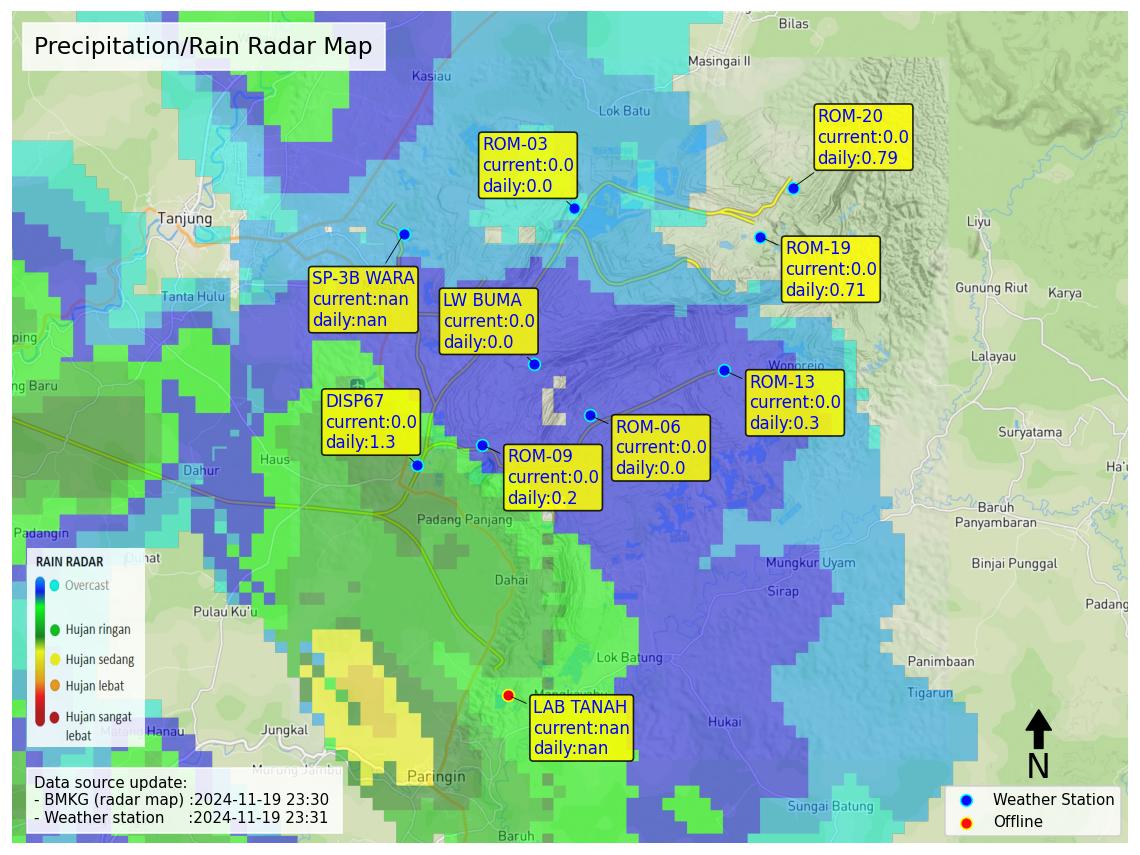 Precipitation/Rain Radar Map
Bilas
Masingai II
Kasiau
Lok Batu
ROM-20
current:0.0
daily:0.79
ROM-03
current:0.0
daily:0.0
Tanjung
Liyu
ROM-19
current:0.0
daily:0.71
SP-3B WARA
current:nan
daily:nan
Tanta Hulu
LW BUMA
current:0.0
daily:0.0
Gunung Riut
Karya
ping
Lalayau
Wonorejo
ng Baru
ROM-13
current:0.0
daily:0.3
DISP67
current:0.0
daily:1.3
ROM-06
current:0.0
daily:0.0
Suryatama
ROM-09
current:0.0
daily:0.2
Haus
Dahur
Ha'u
Baruh
Panyambaran
Padang Panjang
Padangin
RAIN RADAR
Overcast
Hujan ringan
Hujan sedang
Hujan lebat
Hujan sangat
lebat
Mungkur Uyam
Binjai Punggal
Dahai
Sirap
Pulau Ku'u
Padang
Lok Batung
Panimbaan
Tigarun
LAB TANAH
current:nan
daily:nan
Hukai
Jungkal
Hanau
Murung Jambu
Paringin
N
Data source update:
- BMKG (radar map) :2024-11-19 23:30
- Weather station :2024-11-19 23:31
Sungai Batung
Baruh
Weather Station
Offline